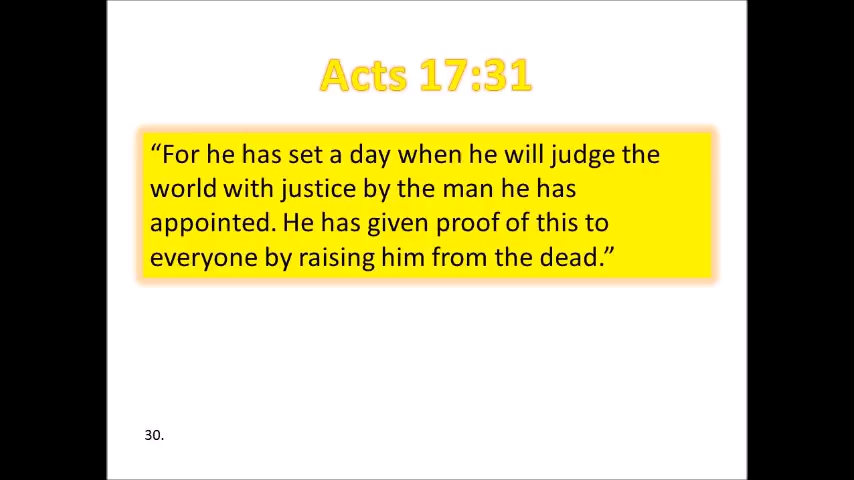 Acts 17:31
“For he has set a day when he will judge the
world with justice by the man he has
appointed. He has given proof of this to
everyone by raising him from the dead.”
30.